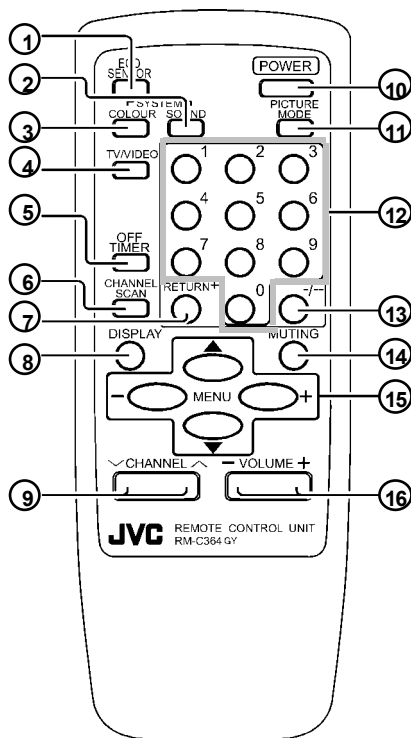 1
ECO
SENSOR
POWER
10
2
SYSTEM
PICTURE
MODE
3
COLOUR
SOUND
11
4
TV/VIDEO
1
2
3
4
5
6
12
5
OFF
TIMER
7
8
9
6
CHANNEL
SCAN
RETURN+
0
-/--
13
7
8
DISPLAY
MUTING
14
- MENU +
15
9
CHANNEL
- VOLUME +
16
JVC REMOTE CONTROL UNIT
RM-C364 GY